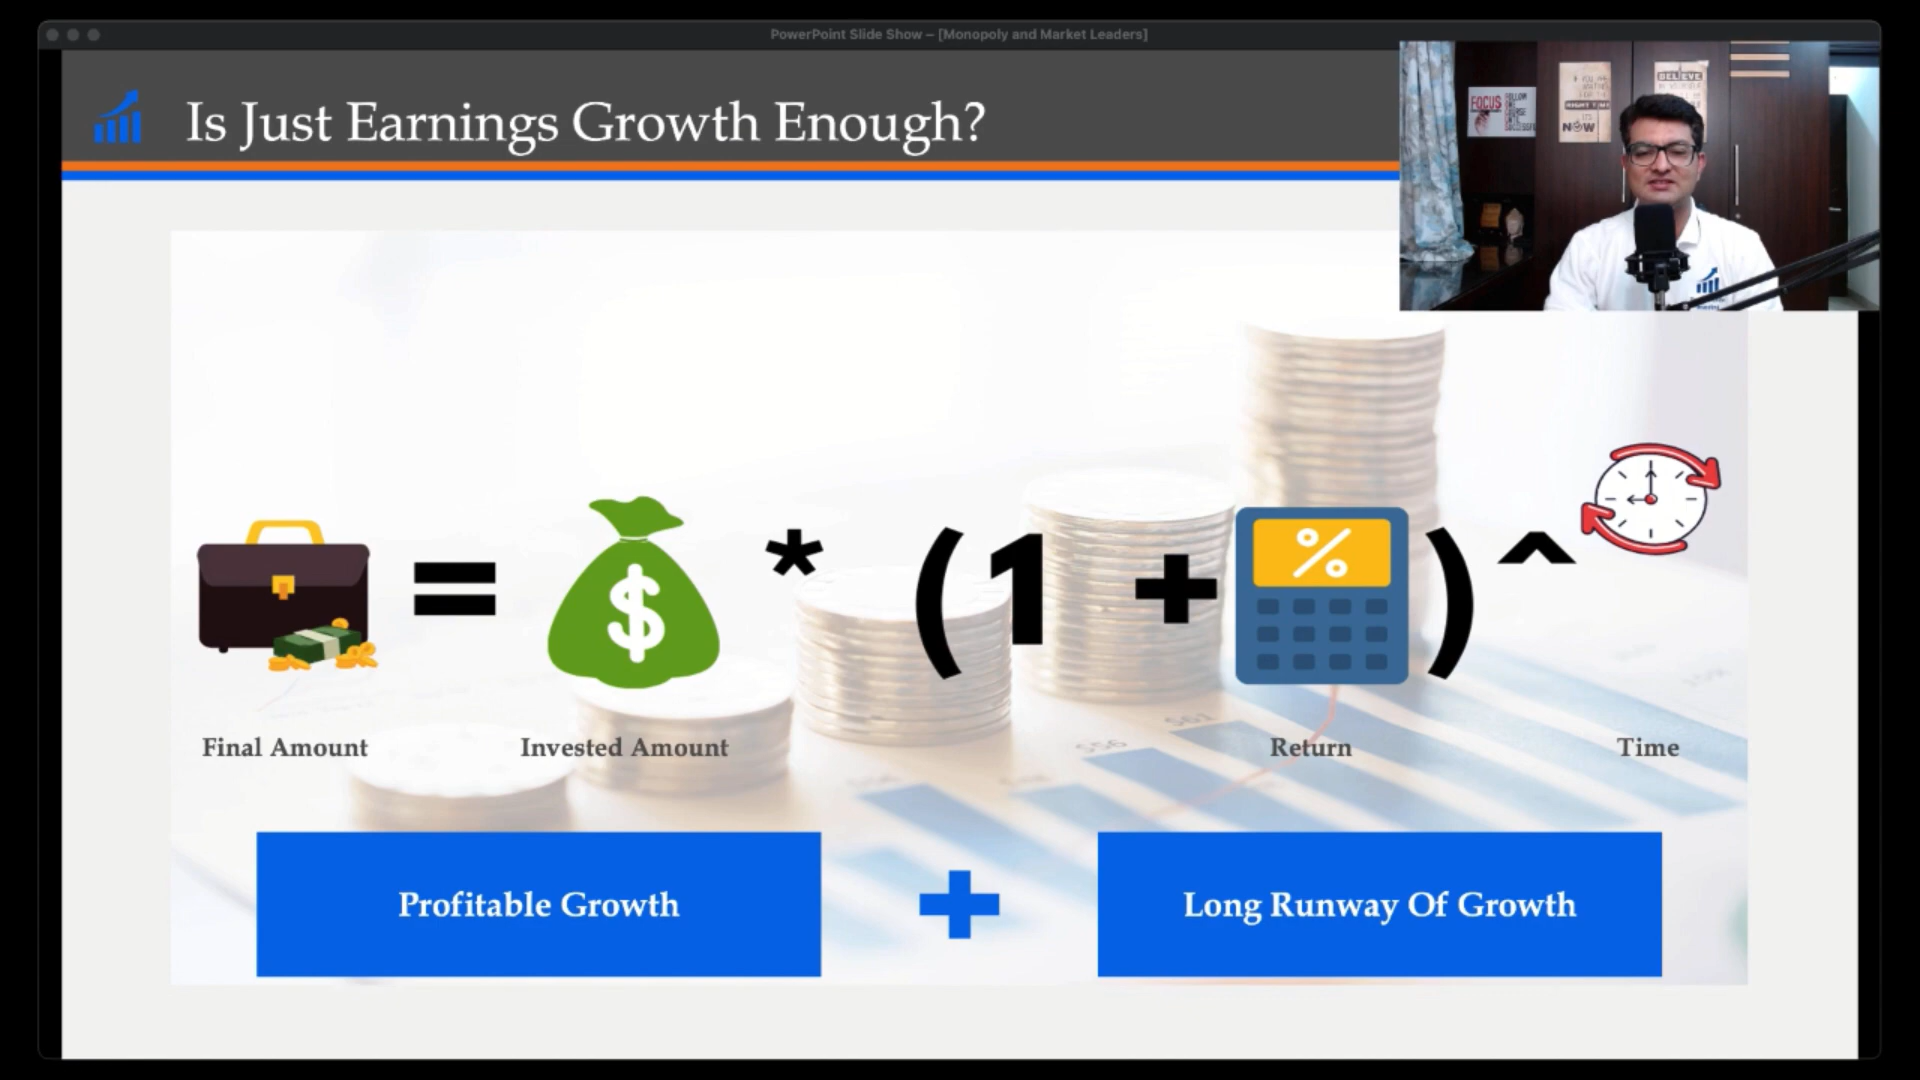 PowerPoint Slide Show – [Monopoly and Market Leaders]
Is Just Earnings Growth Enough?
FOCUS
RIGHT
NOW
BELIEVE
= $ * (1 + % ) ^
Final Amount
Invested Amount
Return
Time
Profitable Growth
+
Long Runway Of Growth